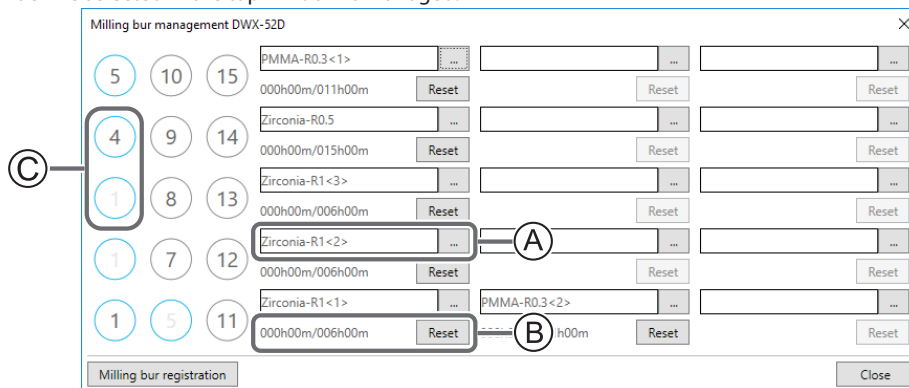 Milling bur management DWX-52D
5 10 15 PMMA-R0.3<1> ... ... ...
000h00m/011h00m Reset Reset Reset
4 9 14 Zirconia-R0.5 ... ... ...
000h00m/015h00m Reset Reset Reset
C
1 8 13 Zirconia-R1<3> ... ... ...
000h00m/006h00m Reset Reset Reset
1 7 12 Zirconia-R1<2> ... A ... ...
000h00m/006h00m Reset Reset Reset
1 5 11 Zirconia-R1<1> ... PMMA-R0.3<2> ... ...
000h00m/006h00m Reset B h00m Reset Reset
Milling bur registration Close